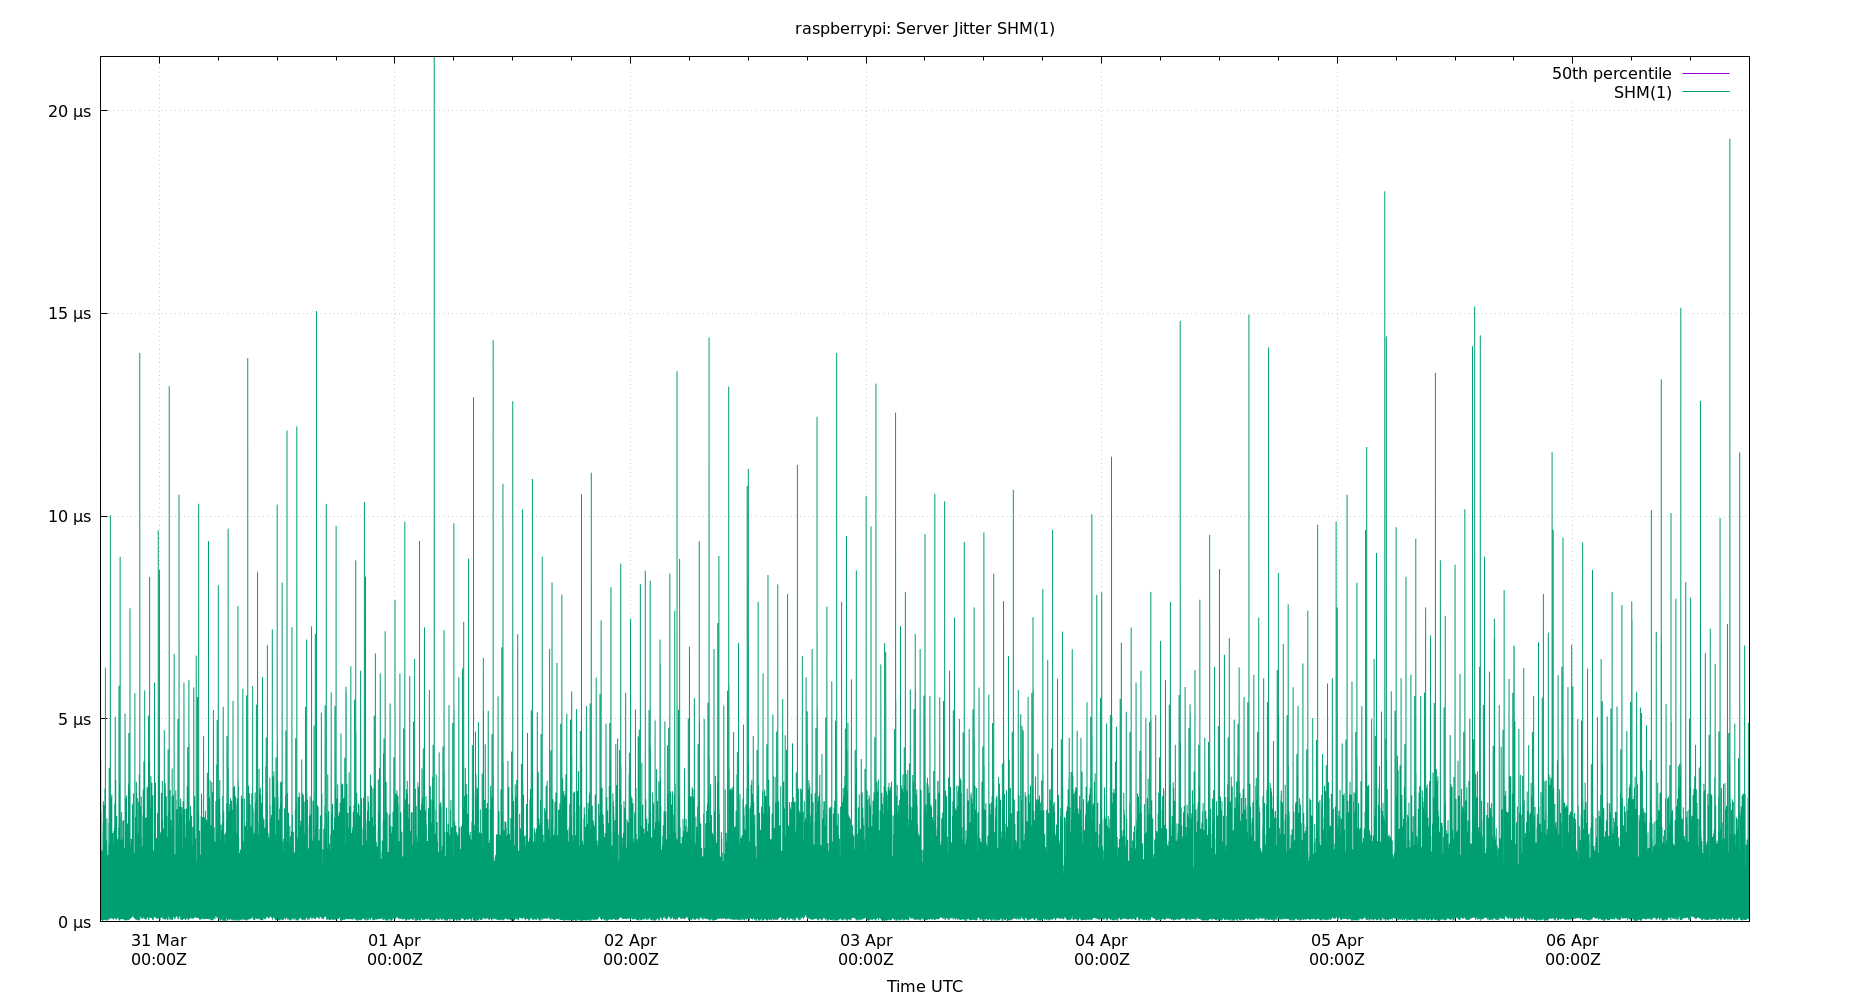 raspberrypi: Server Jitter SHM(1)
50th percentile
SHM(1)
20 µs
15 µs
10 µs
5 µs
0 µs
31 Mar 01 Apr 02 Apr 03 Apr 04 Apr 05 Apr 06 Apr
00:00Z 00:00Z 00:00Z 00:00Z 00:00Z 00:00Z 00:00Z
Time UTC